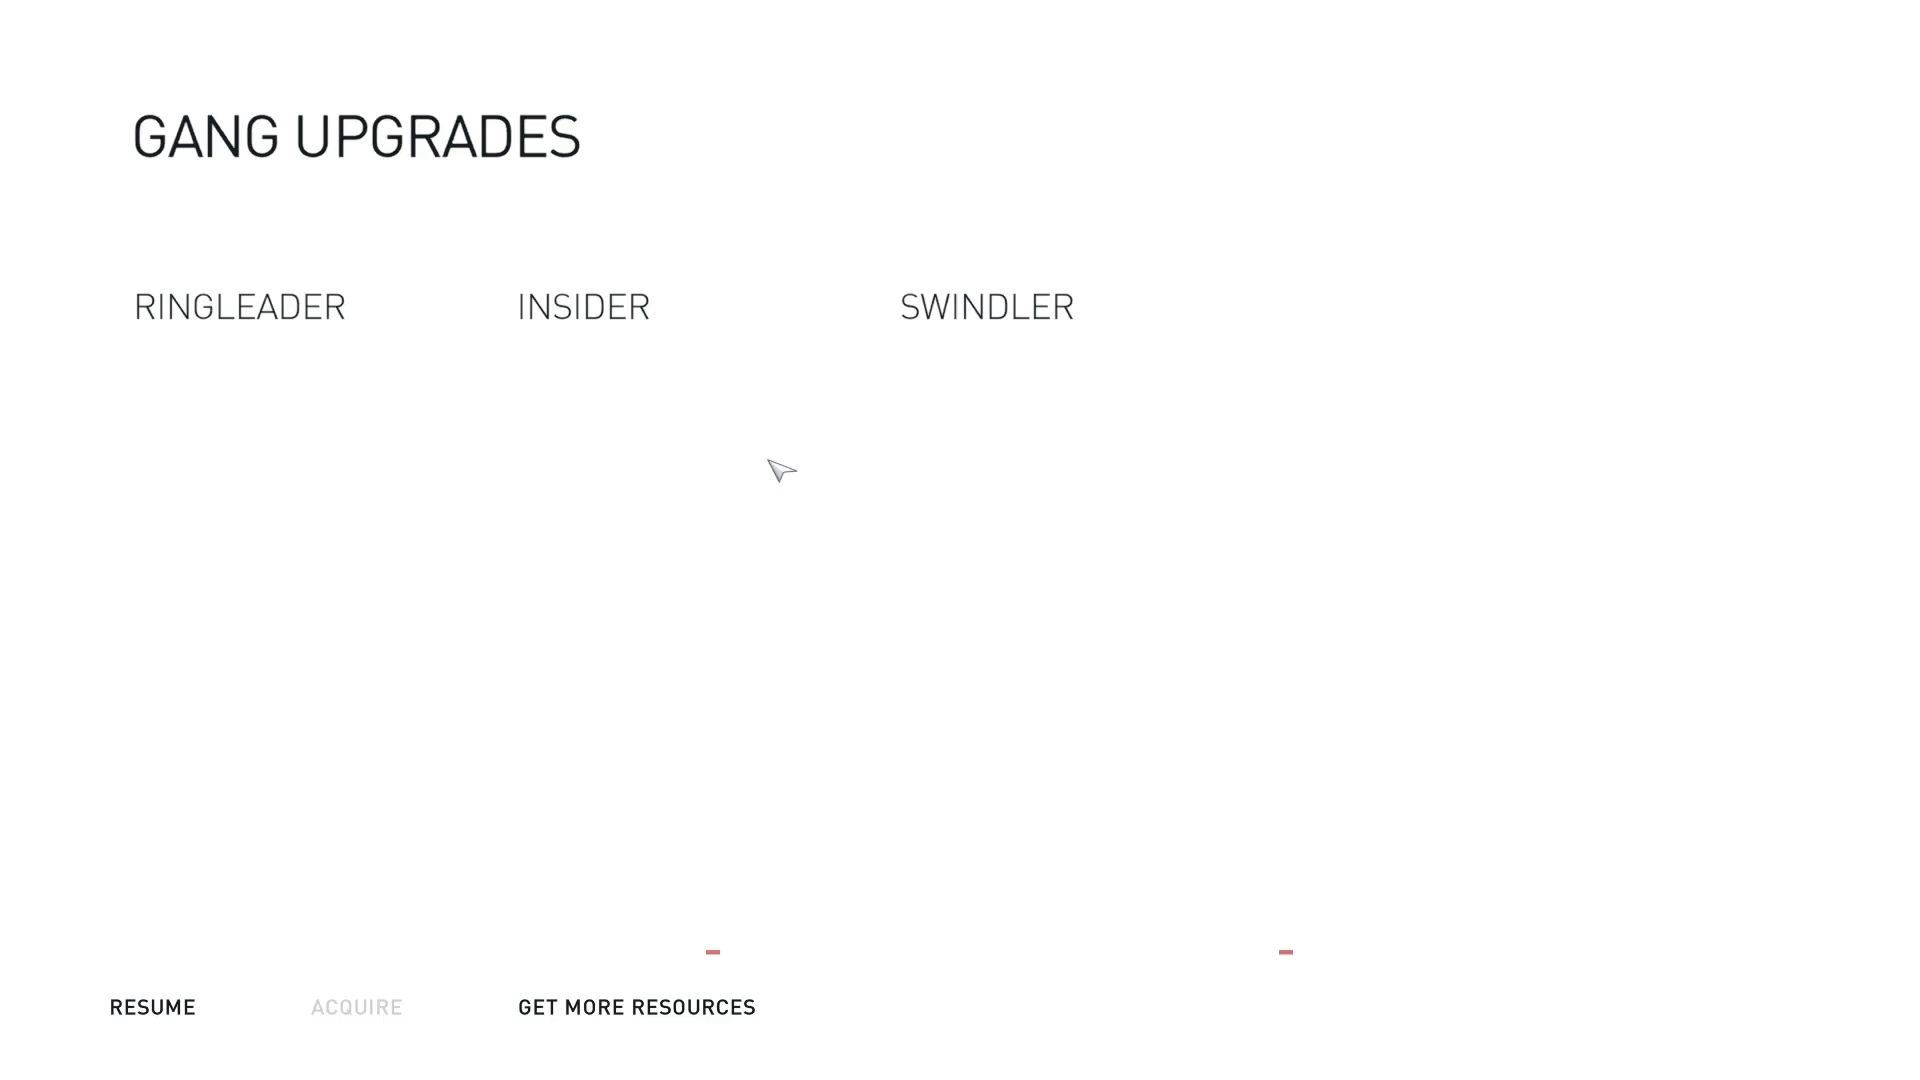 GANG UPGRADES
RINGLEADER INSIDER SWINDLER
RESUME ACQUIRE GET MORE RESOURCES